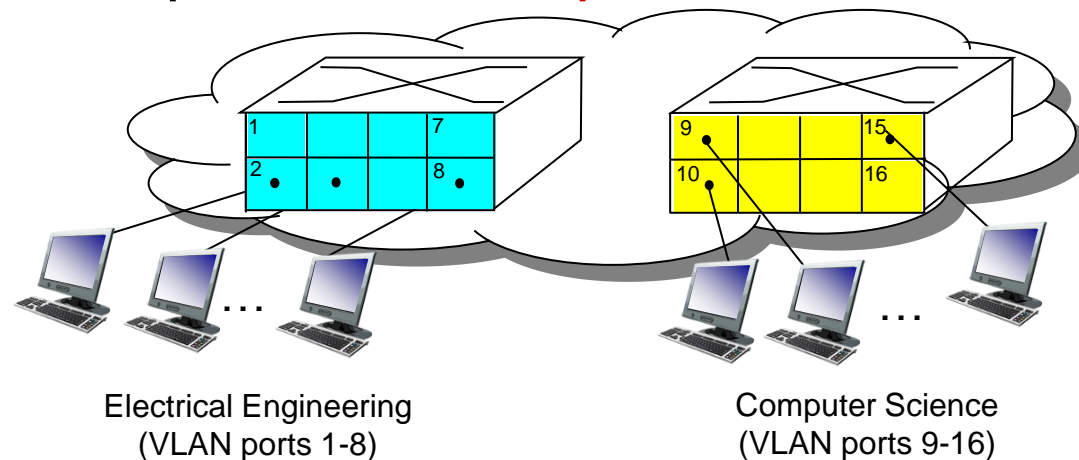 1 7
2 8
9 15
10 16
...
...
Electrical Engineering
(VLAN ports 1-8)
Computer Science
(VLAN ports 9-16)